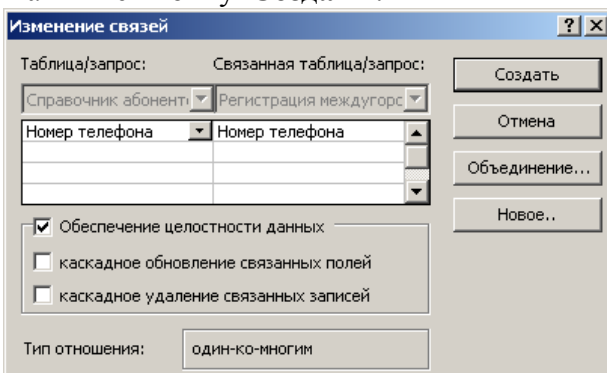 Изменение связей
Таблица/запрос: Связанная таблица/запрос:
Создать
Справочник абонент Регистрация междугорс
Номер телефона Номер телефона
Отмена
Объединение...
Новое..
Обеспечение целостности данных
каскадное обновление связанных полей
каскадное удаление связанных записей
Тип отношения: один-ко-многим